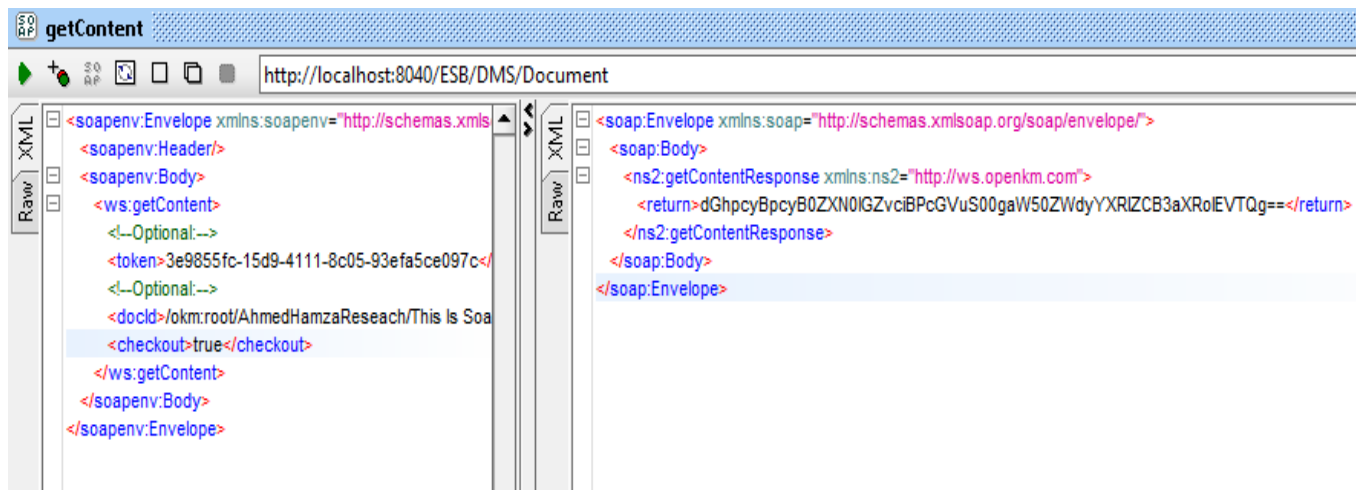 SOAP getContent
SOAP http://localhost:8040/ESB/DMS/Document
XML
Raw
<soapenv:Envelope xmlns:soapenv="http://schemas.xmls
<soapenv:Header/>
<soapenv:Body>
<ws:getContent>
<!--Optional:-->
<token>3e9855fc-15d9-4111-8c05-93efa5ce097c</
<!--Optional:-->
<docId>/okm:root/AhmedHamzaReseach/This Is Soa
<checkout>true</checkout>
</ws:getContent>
</soapenv:Body>
</soapenv:Envelope>
XML
Raw
<soap:Envelope xmlns:soap="http://schemas.xmlsoap.org/soap/envelope/">
<soap:Body>
<ns2:getContentResponse xmlns:ns2="http://ws.openkm.com">
<return>dGhpcyBpcyB0ZXN0IGZvciBPcGVuS00gaW50ZWdyYXRlZCB3aXRoIEVTQg==</return>
</ns2:getContentResponse>
</soap:Body>
</soap:Envelope>